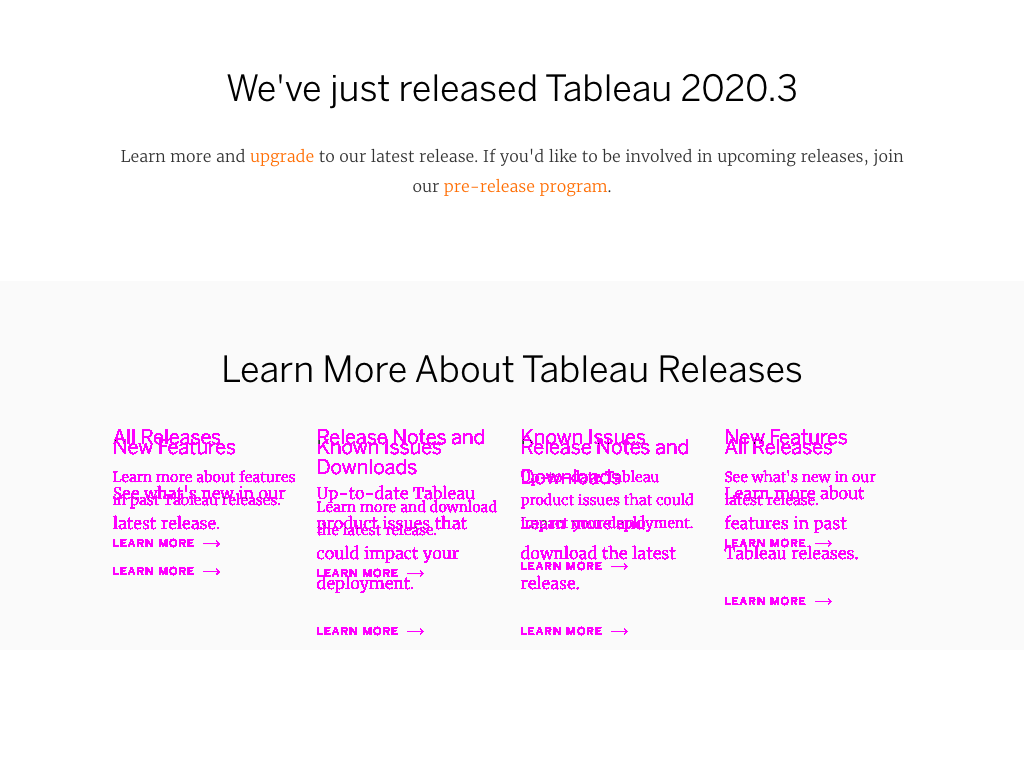 We've just released Tableau 2020.3
Learn more and upgrade to our latest release. If you'd like to be involved in upcoming releases, join
our pre-release program.
Learn More About Tableau Releases
All Releases
New Features
Learn more about features
in past Tableau releases.
See what's new in our
latest release.
LEARN MORE
LEARN MORE
Release Notes and
Downloads
Known Issues
Learn more and download
the latest release.
Up-to-date Tableau
product issues that
could impact your
deployment.
LEARN MORE
LEARN MORE
Known Issues
Release Notes and
Downloads
Up-to-date Tableau
product issues that could
impact your deployment.
Learn more and
download the latest
release.
LEARN MORE
LEARN MORE
New Features
All Releases
See what's new in our
latest release.
Learn more about
features in past
Tableau releases.
LEARN MORE
LEARN MORE